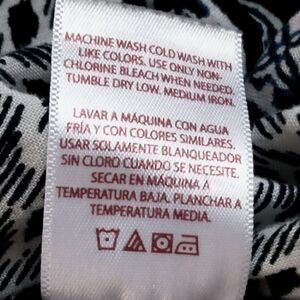 MACHINE WASH COLD WASH WITH
LIKE COLORS. USE ONLY NON-
CHLORINE BLEACH WHEN NEEDED.
TUMBLE DRY LOW. MEDIUM IRON.
LAVAR A MÁQUINA CON AGUA
FRÍA Y CON COLORES SIMILARES.
USAR SOLAMENTE BLANQUEADOR
SIN CLORO CUANDO SE NECESITE.
SECAR EN MÁQUINA A
TEMPERATURA BAJA. PLANCHAR A
TEMPERATURA MEDIA.